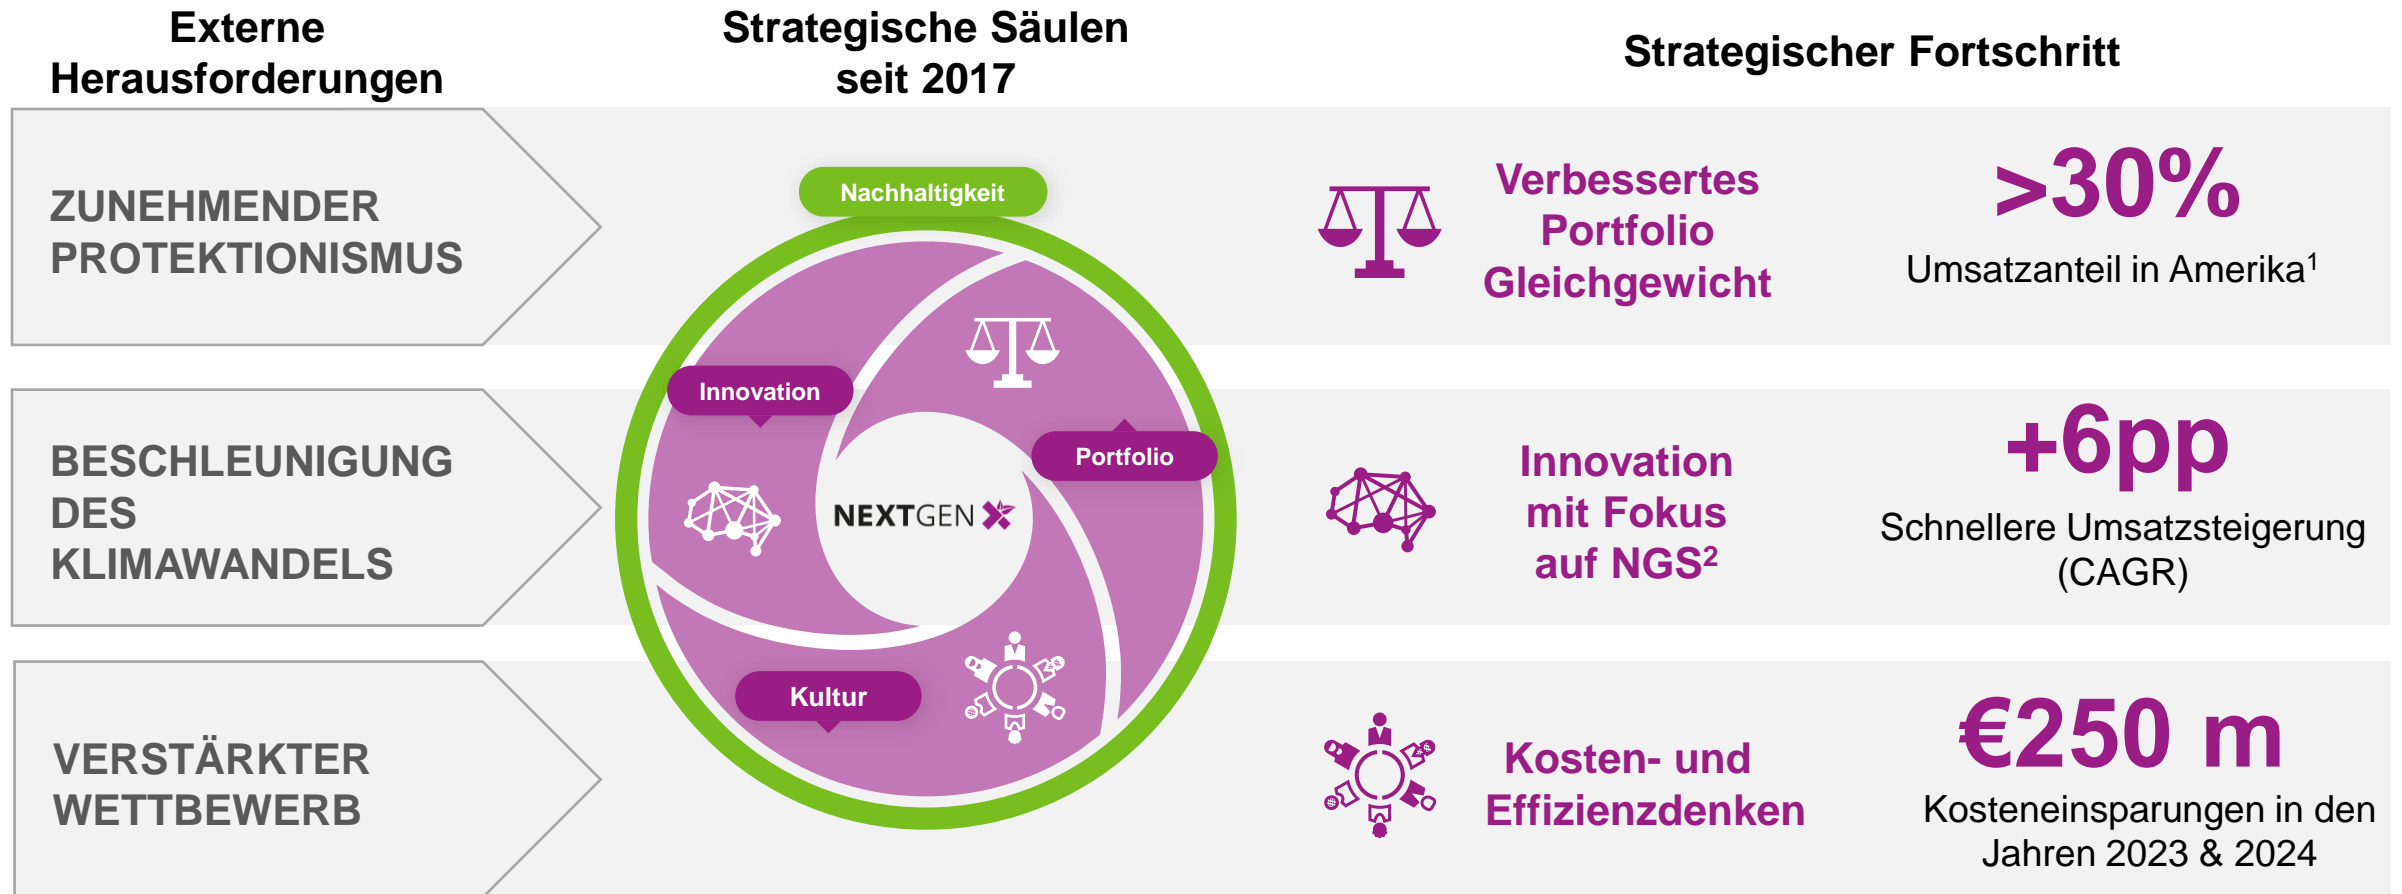 Externe
Herausforderungen
Strategische Säulen
seit 2017
Strategischer Fortschritt
ZUNEHMENDER
PROTEKTIONISMUS
Nachhaltigkeit
Innovation
Portfolio
NEXTGEN
Kultur
Verbessertes
Portfolio
Gleichgewicht
>30%
Umsatzanteil in Amerika¹
BESCHLEUNIGUNG
DES
KLIMAWANDELS
Innovation
mit Fokus
auf NGS²
+6pp
Schnellere Umsatzsteigerung
(CAGR)
VERSTÄRKTER
WETTBEWERB
Kosten- und
Effizienzdenken
€250 m
Kosteneinsparungen in den
Jahren 2023 & 2024